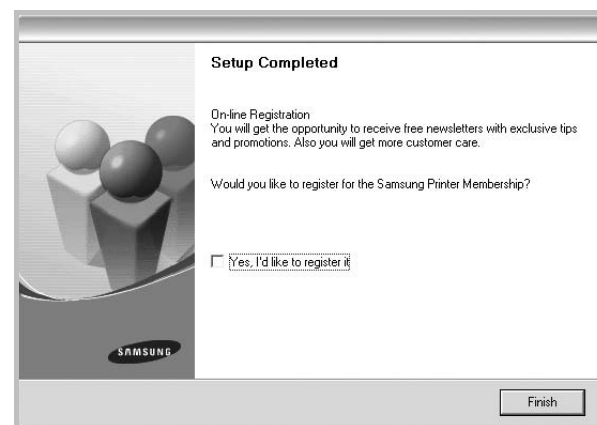 Setup Completed
On-line Registration
You will get the opportunity to receive free newsletters with exclusive tips
and promotions. Also you will get more customer care.
Would you like to register for the Samsung Printer Membership?
Yes, I'd like to register it
SAMSUNG
Finish